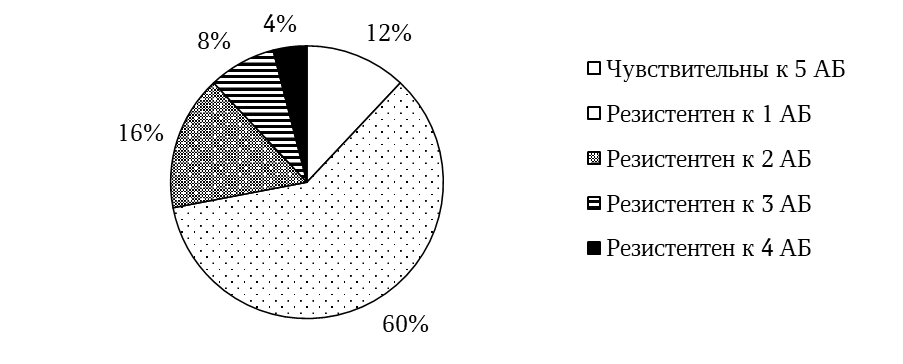 4%
12%
8%
16%
60%
Чувствительны к 5 АБ
Резистентен к 1 АБ
Резистентен к 2 АБ
Резистентен к 3 АБ
Резистентен к 4 АБ